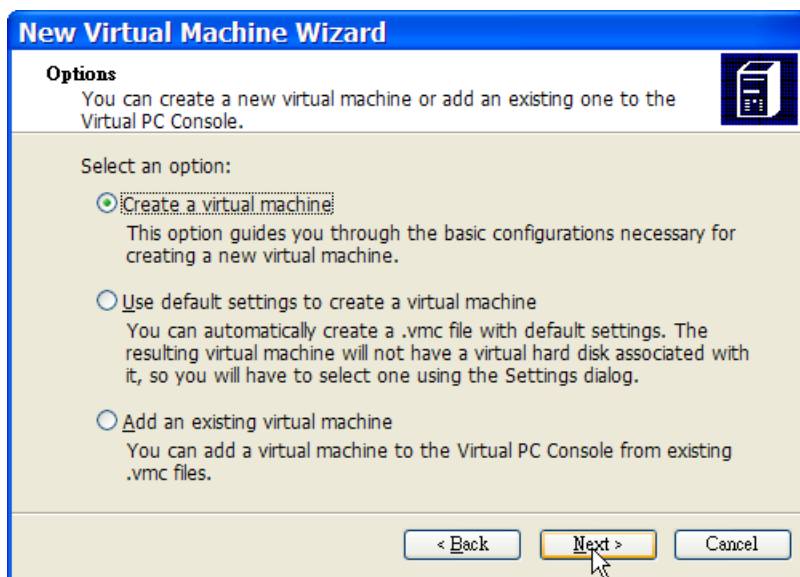 New Virtual Machine Wizard
Options
You can create a new virtual machine or add an existing one to the
Virtual PC Console.
Select an option:
Create a virtual machine
This option guides you through the basic configurations necessary for
creating a new virtual machine.
Use default settings to create a virtual machine
You can automatically create a .vmc file with default settings. The
resulting virtual machine will not have a virtual hard disk associated with
it, so you will have to select one using the Settings dialog.
Add an existing virtual machine
You can add a virtual machine to the Virtual PC Console from existing
.vmc files.
< Back Next > Cancel